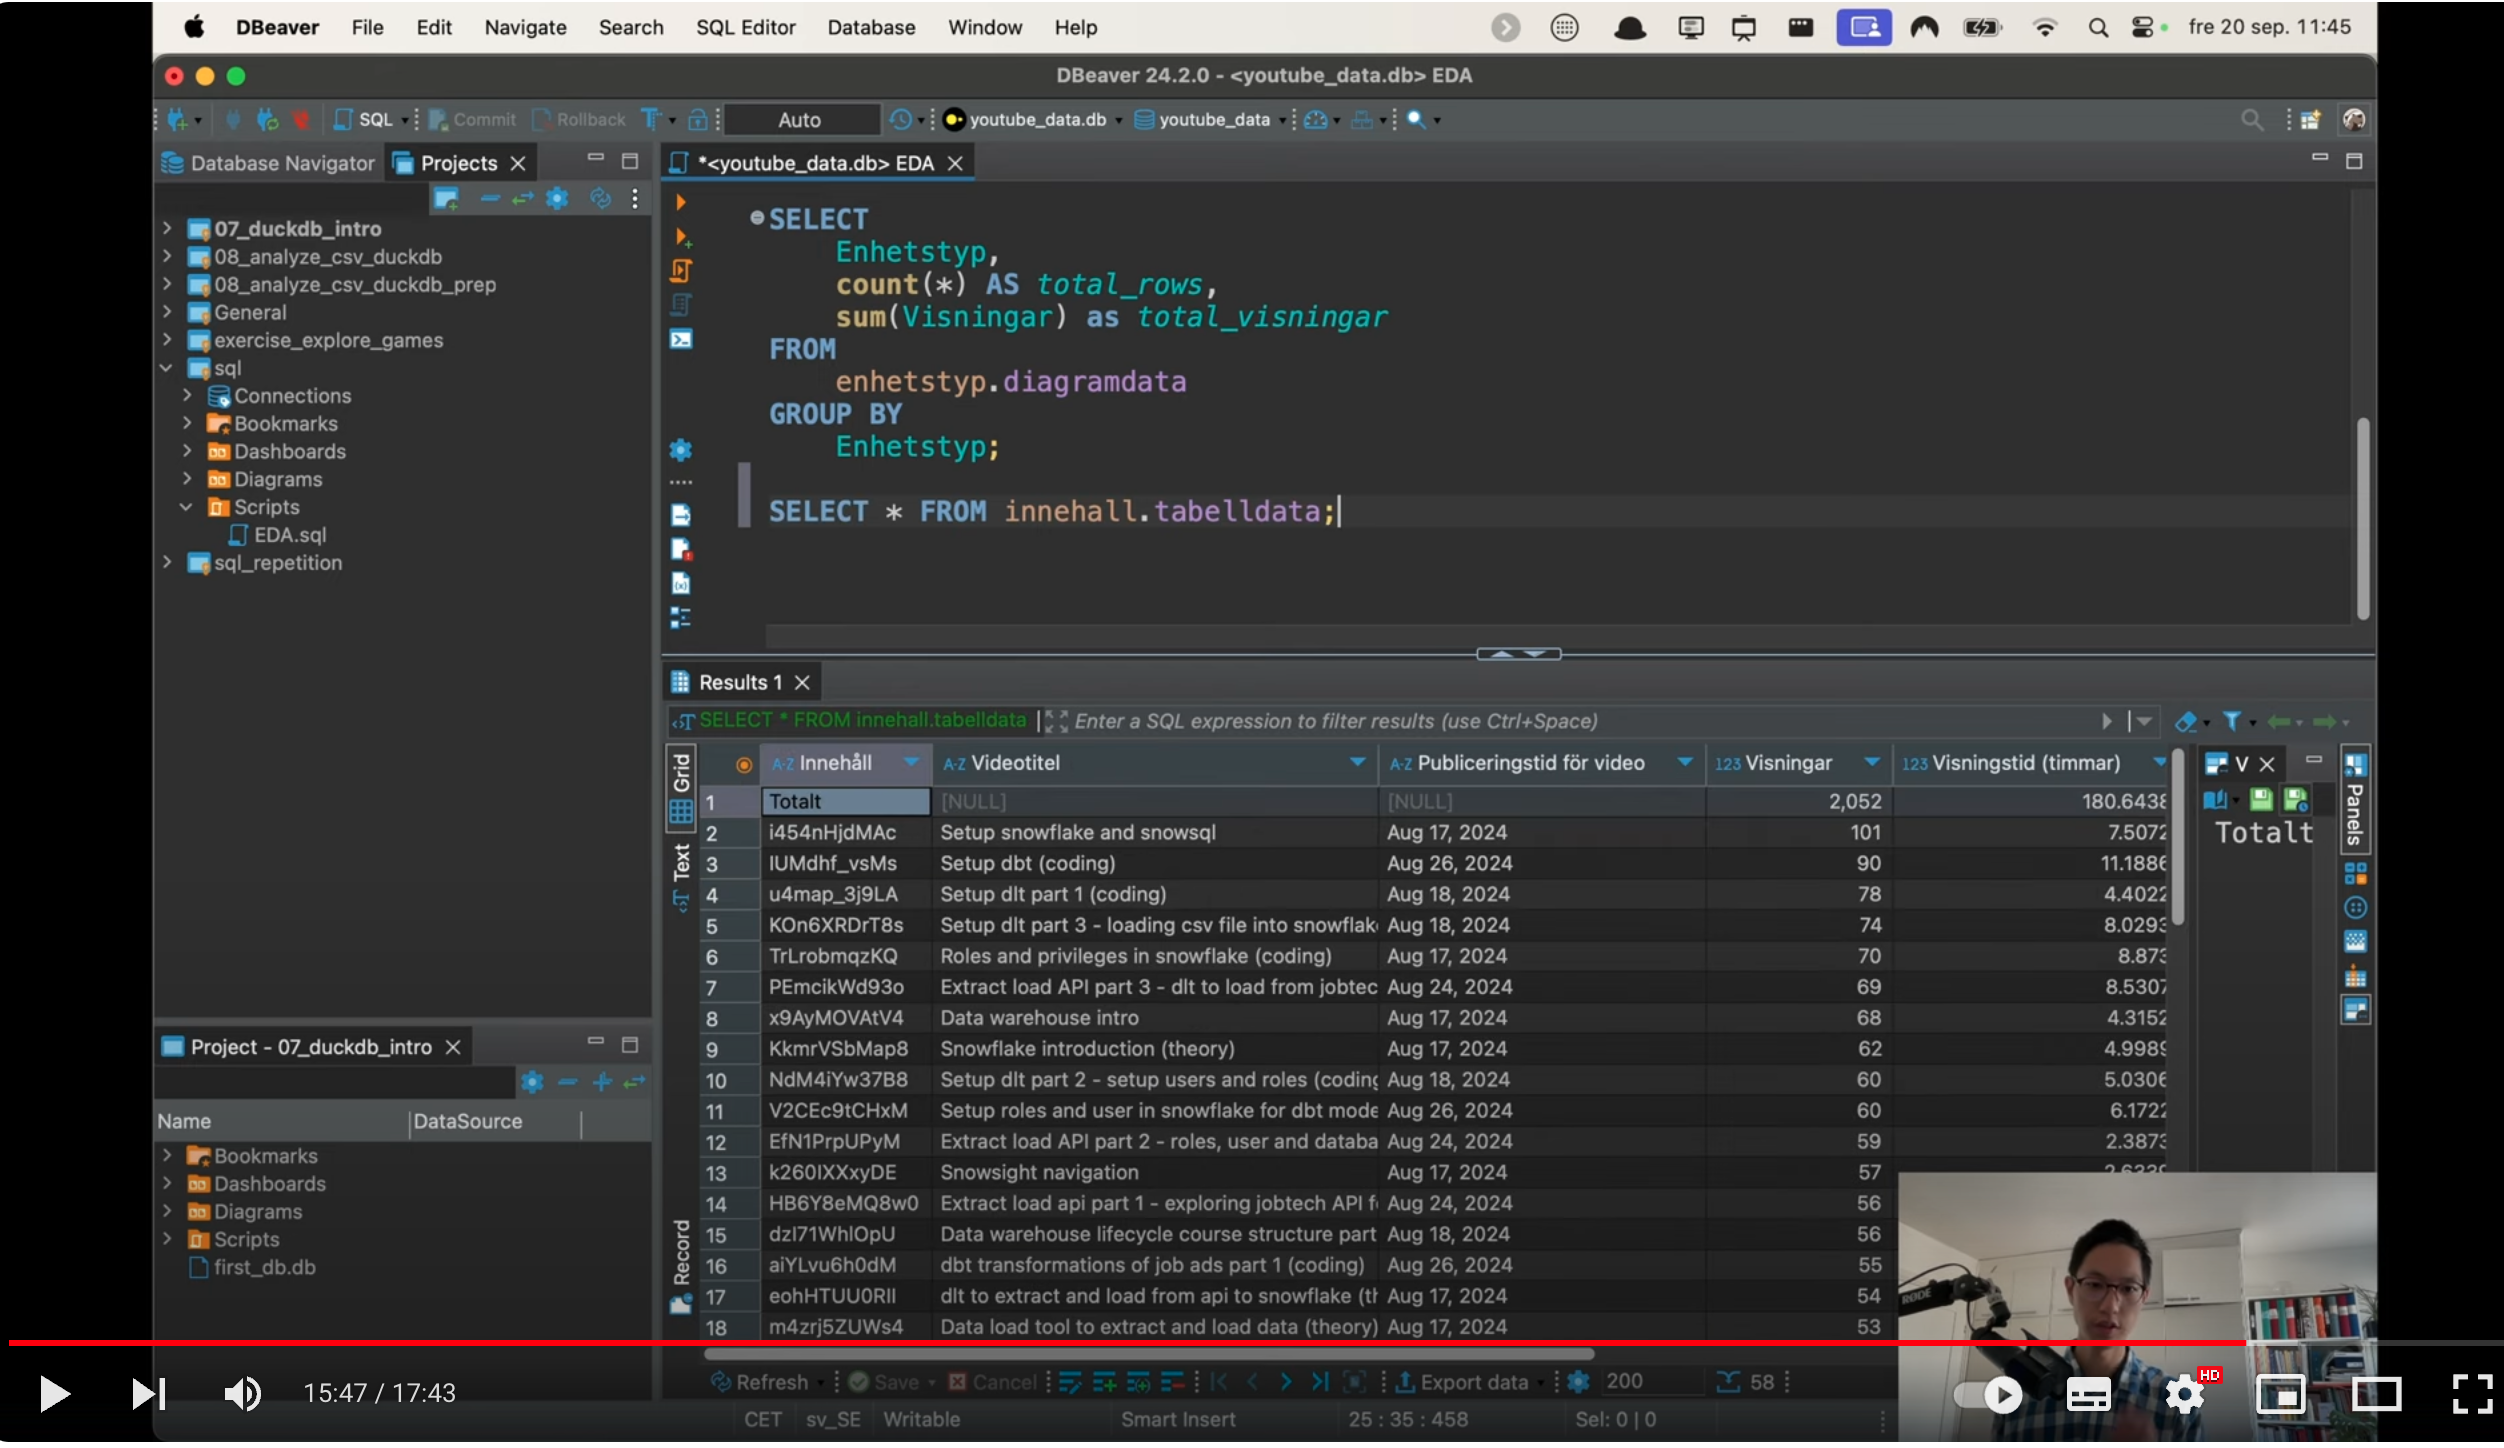 DBeaver File Edit Navigate Search SQL Editor Database Window Help fre 20 sep. 11:45
DBeaver 24.2.0 - <youtube_data.db> EDA
SQL Commit Rollback Auto youtube_data.db youtube_data
Database Navigator Projects
*<youtube_data.db> EDA
07_duckdb_intro
08_analyze_csv_duckdb
08_analyze_csv_duckdb_prep
General
exercise_explore_games
sql
Connections
Bookmarks
Dashboards
Diagrams
Scripts
EDA.sql
sql_repetition
SELECT
Enhetstyp,
count(*) AS total_rows,
sum(Visningar) as total_visningar
FROM
enhetstyp.diagramdata
GROUP BY
Enhetstyp;
SELECT * FROM innehall.tabelldata;
Results 1
SELECT * FROM innehall.tabelldata Enter a SQL expression to filter results (use Ctrl+Space)
Grid
Text
Record
A-Z Innehåll A-Z Videotitel A-Z Publiceringstid för video 123 Visningar 123 Visningstid (timmar)
1 Totalt [NULL] [NULL] 2,052 180.6438
2 i454nHjdMAc Setup snowflake and snowsql Aug 17, 2024 101 7.5072
3 IUMdhf_vsMs Setup dbt (coding) Aug 26, 2024 90 11.1886
4 u4map_3j9LA Setup dlt part 1 (coding) Aug 18, 2024 78 4.4022
5 KOn6XRDrT8s Setup dlt part 3 - loading csv file into snowflak Aug 18, 2024 74 8.0293
6 TrLrobmqzKQ Roles and privileges in snowflake (coding) Aug 17, 2024 70 8.873
7 PEmcikWd93o Extract load API part 3 - dlt to load from jobtec Aug 24, 2024 69 8.5307
8 x9AyMOVAtV4 Data warehouse intro Aug 17, 2024 68 4.3152
9 KkmrVSbMap8 Snowflake introduction (theory) Aug 17, 2024 62 4.9989
10 NdM4iYw37B8 Setup dlt part 2 - setup users and roles (coding Aug 18, 2024 60 5.0306
11 V2CEc9tCHxM Setup roles and user in snowflake for dbt mode Aug 26, 2024 60 6.1722
12 EfN1PrpUPyM Extract load API part 2 - roles, user and databa Aug 24, 2024 59 2.3873
13 k260IXXxyDE Snowsight navigation Aug 17, 2024 57
14 HB6Y8eMQ8w0 Extract load api part 1 - exploring jobtech API f Aug 24, 2024 56
15 dzI71WhlOpU Data warehouse lifecycle course structure part Aug 18, 2024 56
16 aiYLvu6h0dM dbt transformations of job ads part 1 (coding) Aug 26, 2024 55
17 eohHTUU0RII dlt to extract and load from api to snowflake (th Aug 17, 2024 54
18 m4zrj5ZUWs4 Data load tool to extract and load data (theory) Aug 17, 2024 53
V
Totalt
Panels
Project - 07_duckdb_intro
Name DataSource
Bookmarks
Dashboards
Diagrams
Scripts
first_db.db
RODE
Refresh Save Cancel Export data 200 58
CET sv_SE Writable Smart Insert 25 : 35 : 458 Sel: 0 | 0
15:47 / 17:43
HD